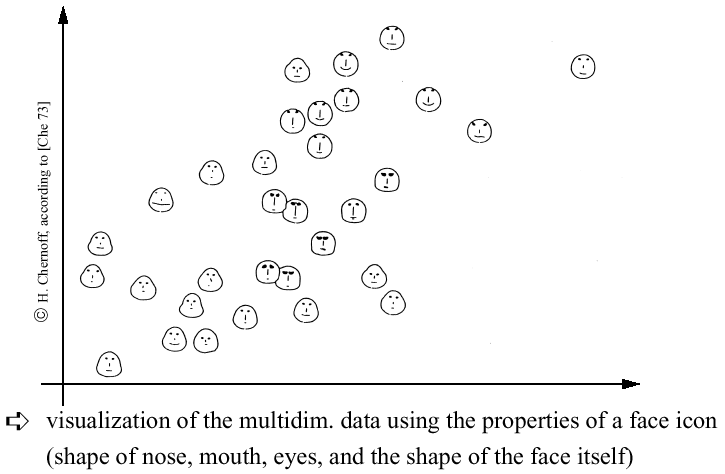 © H. Chernoff, according to [Che 73]
visualization of the multidim. data using the properties of a face icon
(shape of nose, mouth, eyes, and the shape of the face itself)